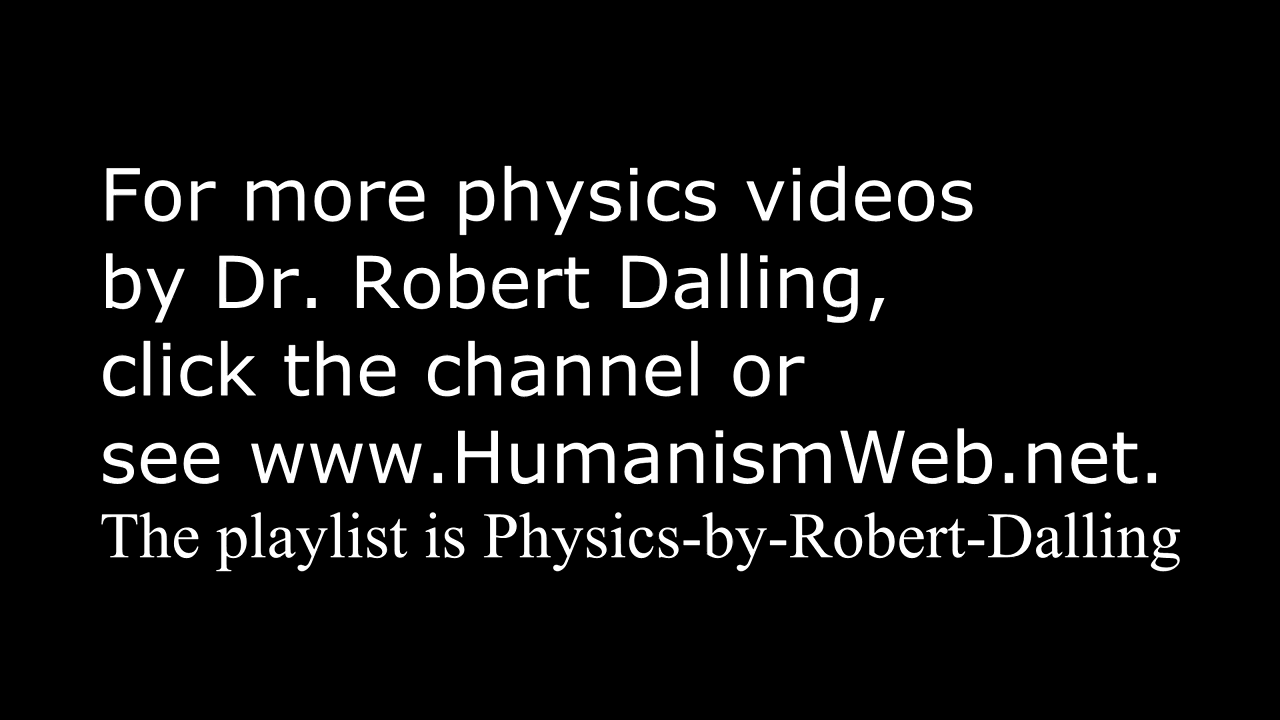 For more physics videos
by Dr. Robert Dalling,
click the channel or
see www.HumanismWeb.net.
The playlist is Physics-by-Robert-Dalling